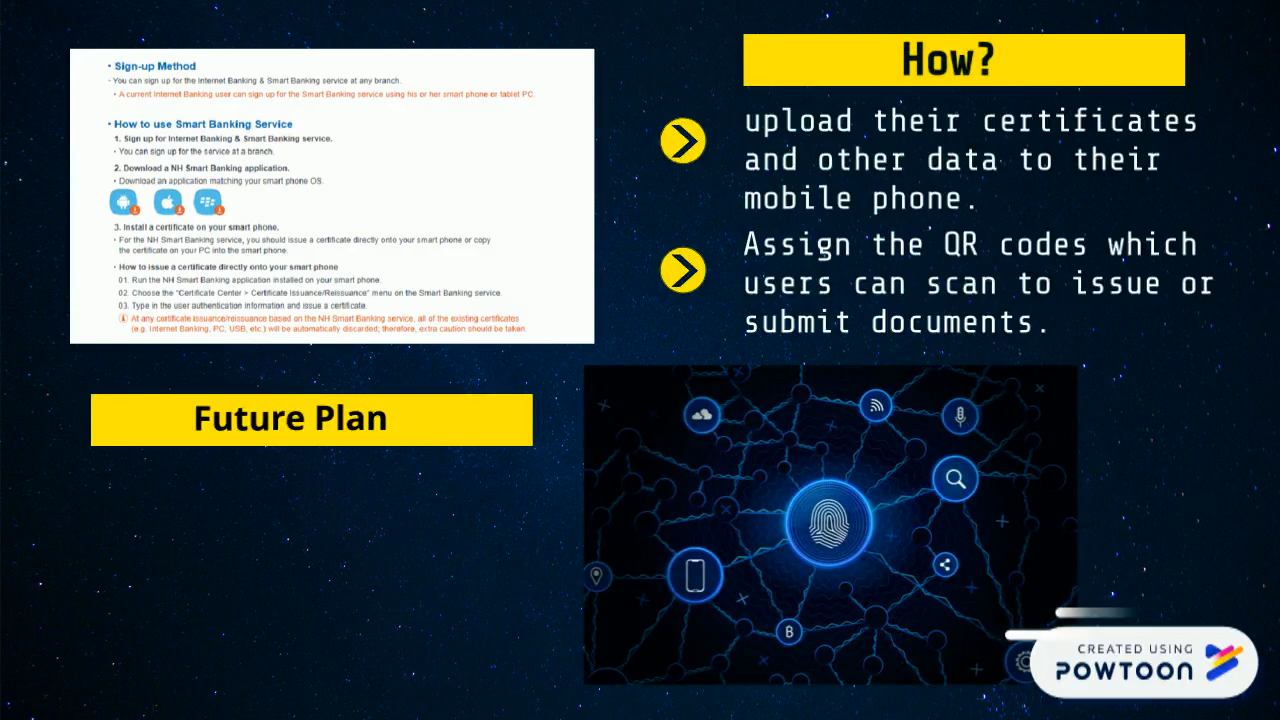 • Sign-up Method
· You can sign up for the Internet Banking & Smart Banking service at any branch.
• A current Internet Banking user can sign up for the Smart Banking service using his or her smart phone or tablet PC.
• How to use Smart Banking Service
1. Sign up for Internet Banking & Smart Banking service.
• You can sign up for the service at a branch.
2. Download a NH Smart Banking application.
• Download an application matching your smart phone OS.
3. Install a certificate on your smart phone.
• For the NH Smart Banking service, you should issue a certificate directly onto your smart phone or copy
the certificate on your PC into the smart phone.
• How to issue a certificate directly onto your smart phone
01. Run the NH Smart Banking application installed on your smart phone.
02. Choose the "Certificate Center > Certificate Issuance/Reissuance" menu on the Smart Banking service.
03. Type in the user authentication information and issue a certificate.
At any certificate issuance/reissuance based on the NH Smart Banking service, all of the existing certificates
(e.g. Internet Banking, PC, USB, etc.) will be automatically discarded; therefore, extra caution should be taken.
How?
upload their certificates
and other data to their
mobile phone.
Assign the QR codes which
users can scan to issue or
submit documents.
Future Plan
CREATED USING
POWTOON